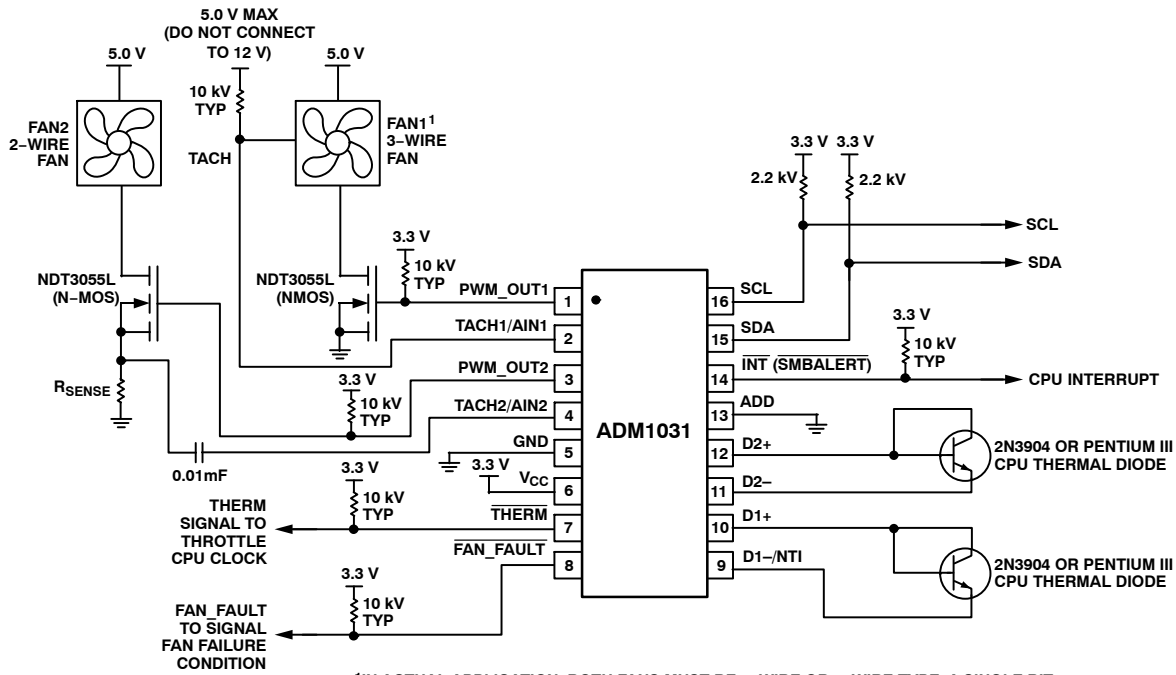 5.0 V MAX
(DO NOT CONNECT
TO 12 V)
5.0 V
5.0 V
10 kV
TYP
FAN2
2–WIRE
FAN
TACH
FAN1¹
3–WIRE
FAN
3.3 V
3.3 V
2.2 kV
2.2 kV
SCL
SDA
NDT3055L
(N–MOS)
NDT3055L
(NMOS)
3.3 V
10 kV
TYP
PWM_OUT1
1
TACH1/AIN1
2
PWM_OUT2
3
TACH2/AIN2
4
GND
5
VCC
6
THERM
7
FAN_FAULT
8
ADM1031
SCL
16
SDA
15
INT (SMBALERT)
14
ADD
13
D2+
12
D2–
11
D1+
10
D1–/NTI
9
3.3 V
10 kV
TYP
CPU INTERRUPT
2N3904 OR PENTIUM III
CPU THERMAL DIODE
2N3904 OR PENTIUM III
CPU THERMAL DIODE
RSENSE
3.3 V
10 kV
TYP
0.01mF
3.3 V
3.3 V
10 kV
TYP
THERM
SIGNAL TO
THROTTLE
CPU CLOCK
3.3 V
10 kV
TYP
FAN_FAULT
TO SIGNAL
FAN FAILURE
CONDITION